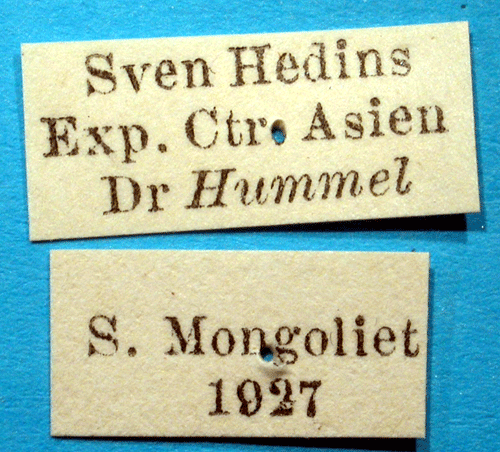 Sven Hedins
Exp. Ctr. Asien
Dr Hummel
S. Mongoliet
1927